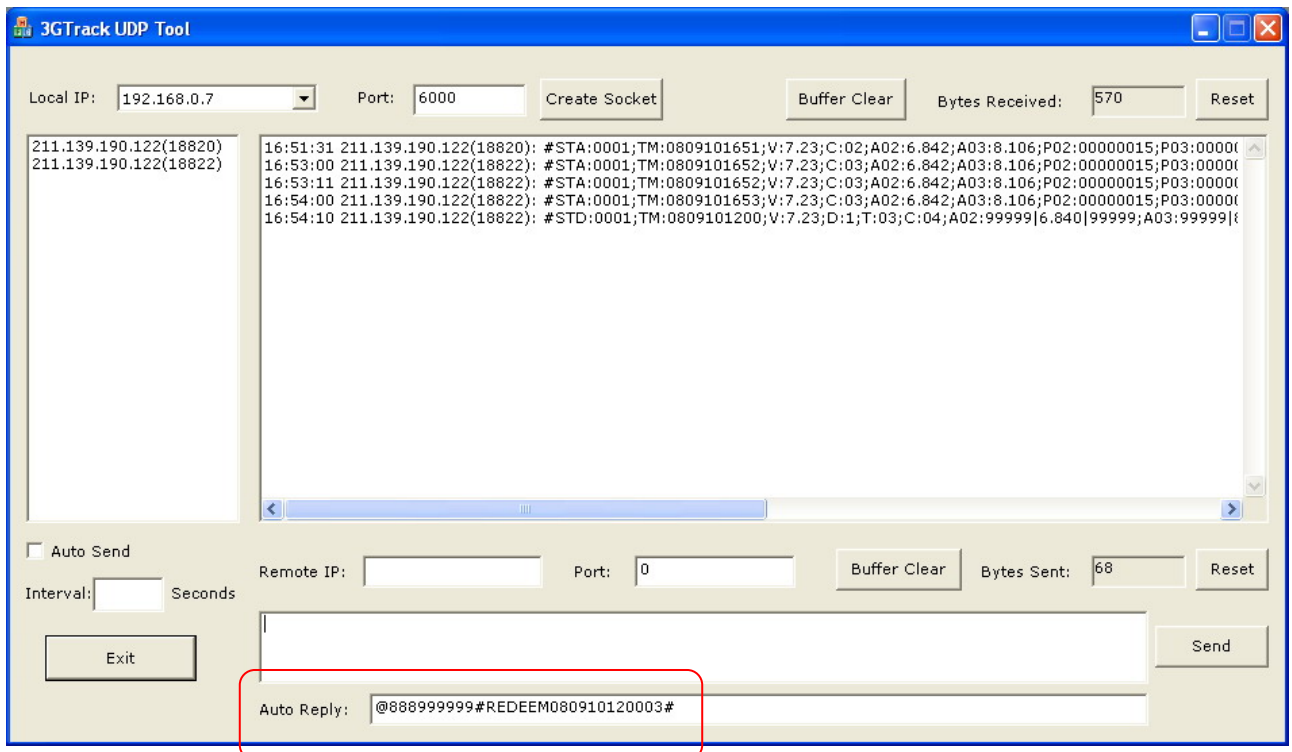 3GTrack UDP Tool
Local IP: 192.168.0.7 Port: 6000 Create Socket Buffer Clear Bytes Received: 570 Reset
211.139.190.122(18820)
211.139.190.122(18822)
16:51:31 211.139.190.122(18820): #STA:0001;TM:0809101651;V:7.23;C:02;A02:6.842;A03:8.106;P02:00000015;P03:0000
16:53:00 211.139.190.122(18822): #STA:0001;TM:0809101652;V:7.23;C:03;A02:6.842;A03:8.106;P02:00000015;P03:0000
16:53:11 211.139.190.122(18822): #STA:0001;TM:0809101652;V:7.23;C:03;A02:6.842;A03:8.106;P02:00000015;P03:0000
16:54:00 211.139.190.122(18822): #STA:0001;TM:0809101653;V:7.23;C:03;A02:6.842;A03:8.106;P02:00000015;P03:0000
16:54:10 211.139.190.122(18822): #STD:0001;TM:0809101200;V:7.23;D:1;T:03;C:04;A02:99999|6.840|99999;A03:99999|8
Auto Send
Interval: Seconds
Exit
Remote IP: Port: 0 Buffer Clear Bytes Sent: 68 Reset
Send
Auto Reply: @888999999#REDEEM080910120003#